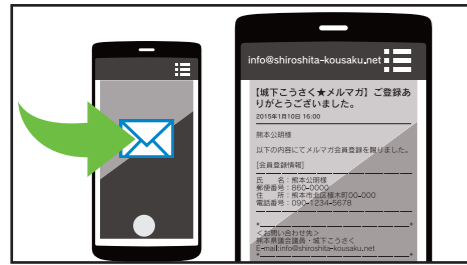 info@shiroshita-kousaku.net
【城下こうさく★メルマガ】ご登録あ
りがとうございました。
2015年1月10日 16:00
熊本公明様
以下の内容にてメルマガ会員登録を賜りました。
[会員登録情報]
氏　　名：熊本公明様
郵便番号：860-0000
住　　所：熊本市北区植木町00-000
電話番号：090-1234-5678
＜お問い合わせ先＞
熊本県議会議員・城下こうさく
E-mail:info@shiroshita-kousaku.net